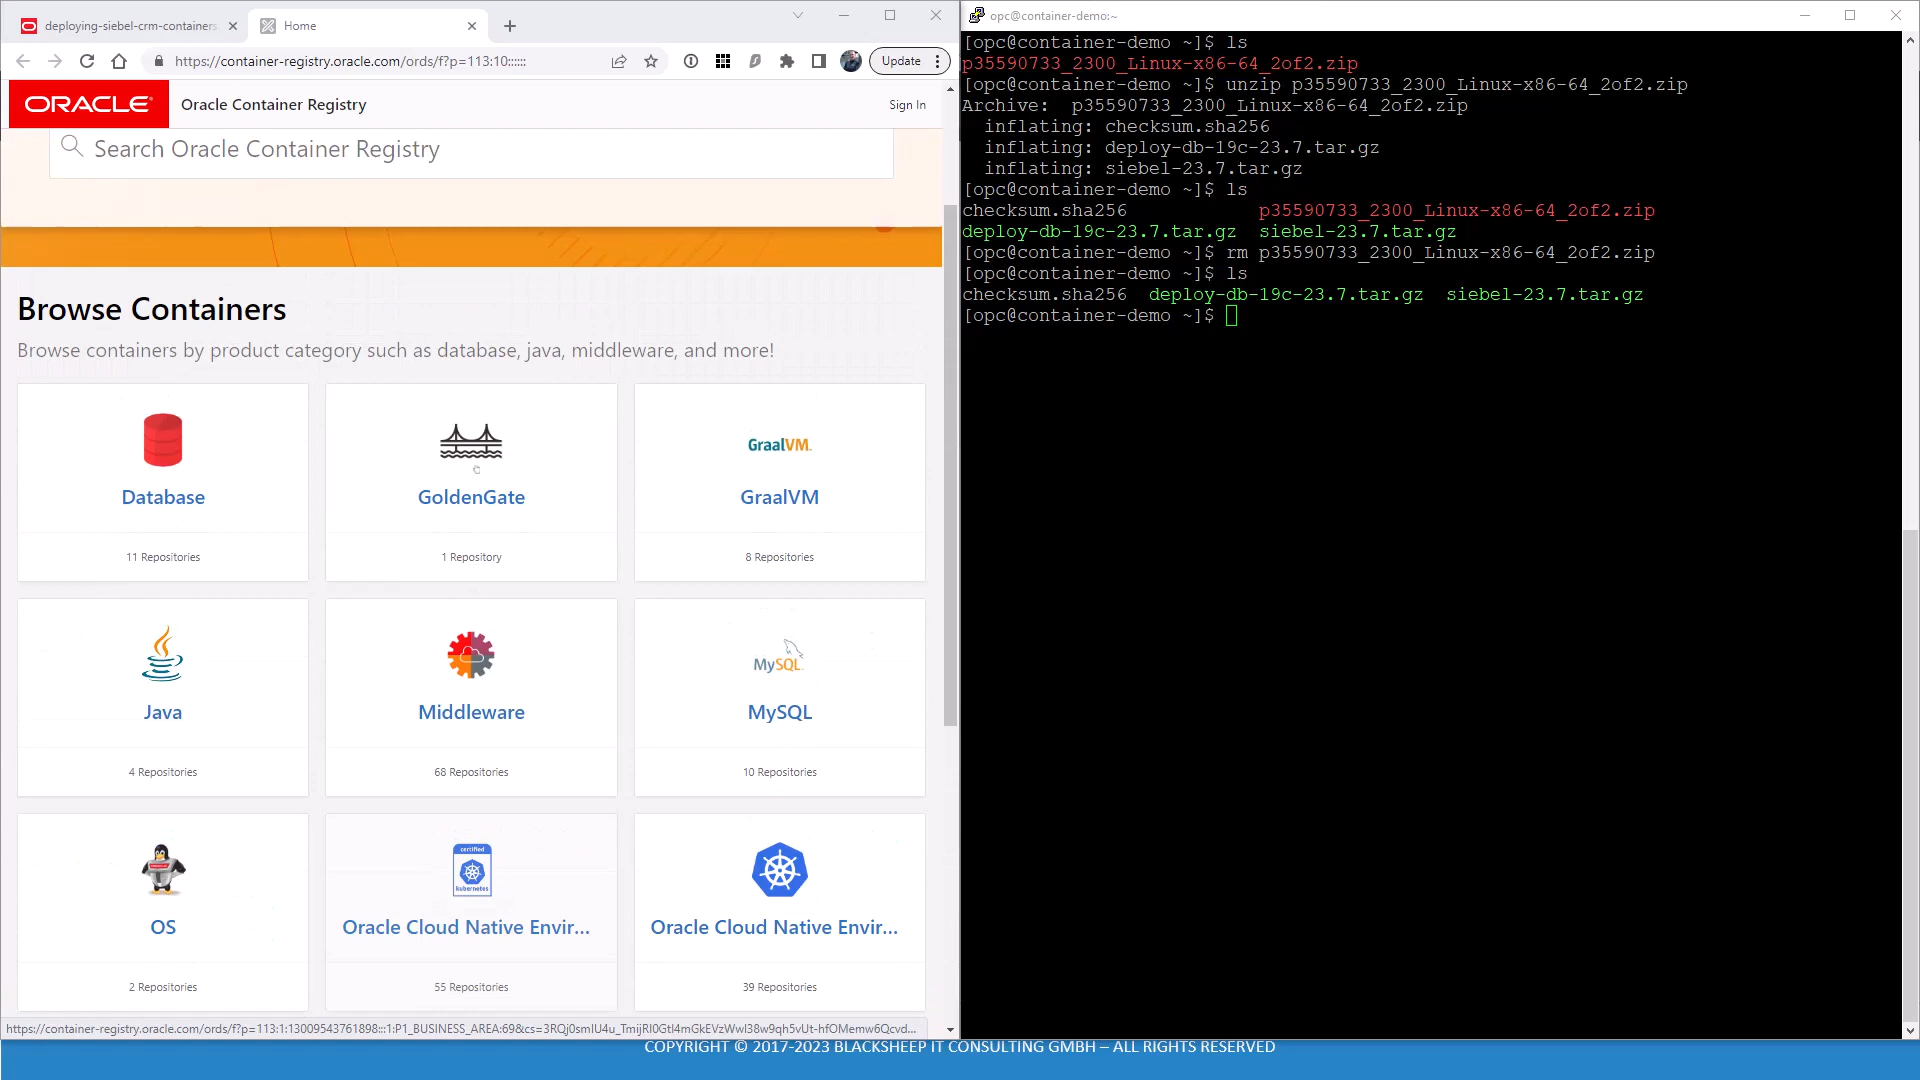 deploying-siebel-crm-containers
Home
https://container-registry.oracle.com/ords/f?p=113:10::::::
Update
ORACLE
Oracle Container Registry
Sign In
Search Oracle Container Registry
Browse Containers
Browse containers by product category such as database, java, middleware, and more!
Database
11 Repositories
GoldenGate
1 Repository
GraalVM.
GraalVM
8 Repositories
Java
4 Repositories
Middleware
68 Repositories
MySQL
MySQL
10 Repositories
OS
2 Repositories
certified
kubernetes
Oracle Cloud Native Envir...
55 Repositories
Oracle Cloud Native Envir...
39 Repositories
opc@container-demo:~
[opc@container-demo ~]$ ls
p35590733_2300_Linux-x86-64_2of2.zip
[opc@container-demo ~]$ unzip p35590733_2300_Linux-x86-64_2of2.zip
Archive:  p35590733_2300_Linux-x86-64_2of2.zip
  inflating: checksum.sha256
  inflating: deploy-db-19c-23.7.tar.gz
  inflating: siebel-23.7.tar.gz
[opc@container-demo ~]$ ls
checksum.sha256            p35590733_2300_Linux-x86-64_2of2.zip
deploy-db-19c-23.7.tar.gz  siebel-23.7.tar.gz
[opc@container-demo ~]$ rm p35590733_2300_Linux-x86-64_2of2.zip
[opc@container-demo ~]$ ls
checksum.sha256  deploy-db-19c-23.7.tar.gz  siebel-23.7.tar.gz
[opc@container-demo ~]$
COPYRIGHT © 2017-2023 BLACKSHEEP IT CONSULTING GMBH – ALL RIGHTS RESERVED